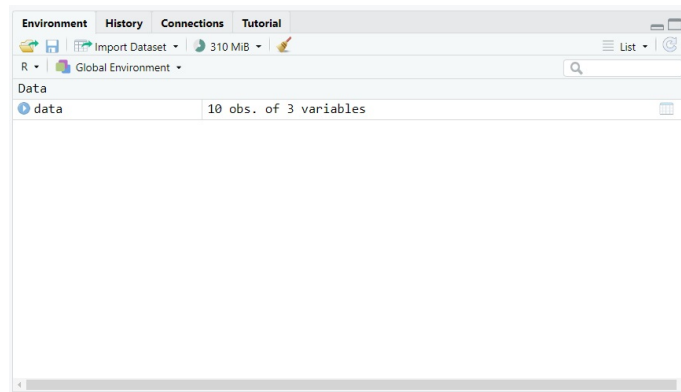 Environment History Connections Tutorial
Import Dataset 310 MiB List
R Global Environment
Data
data 10 obs. of 3 variables